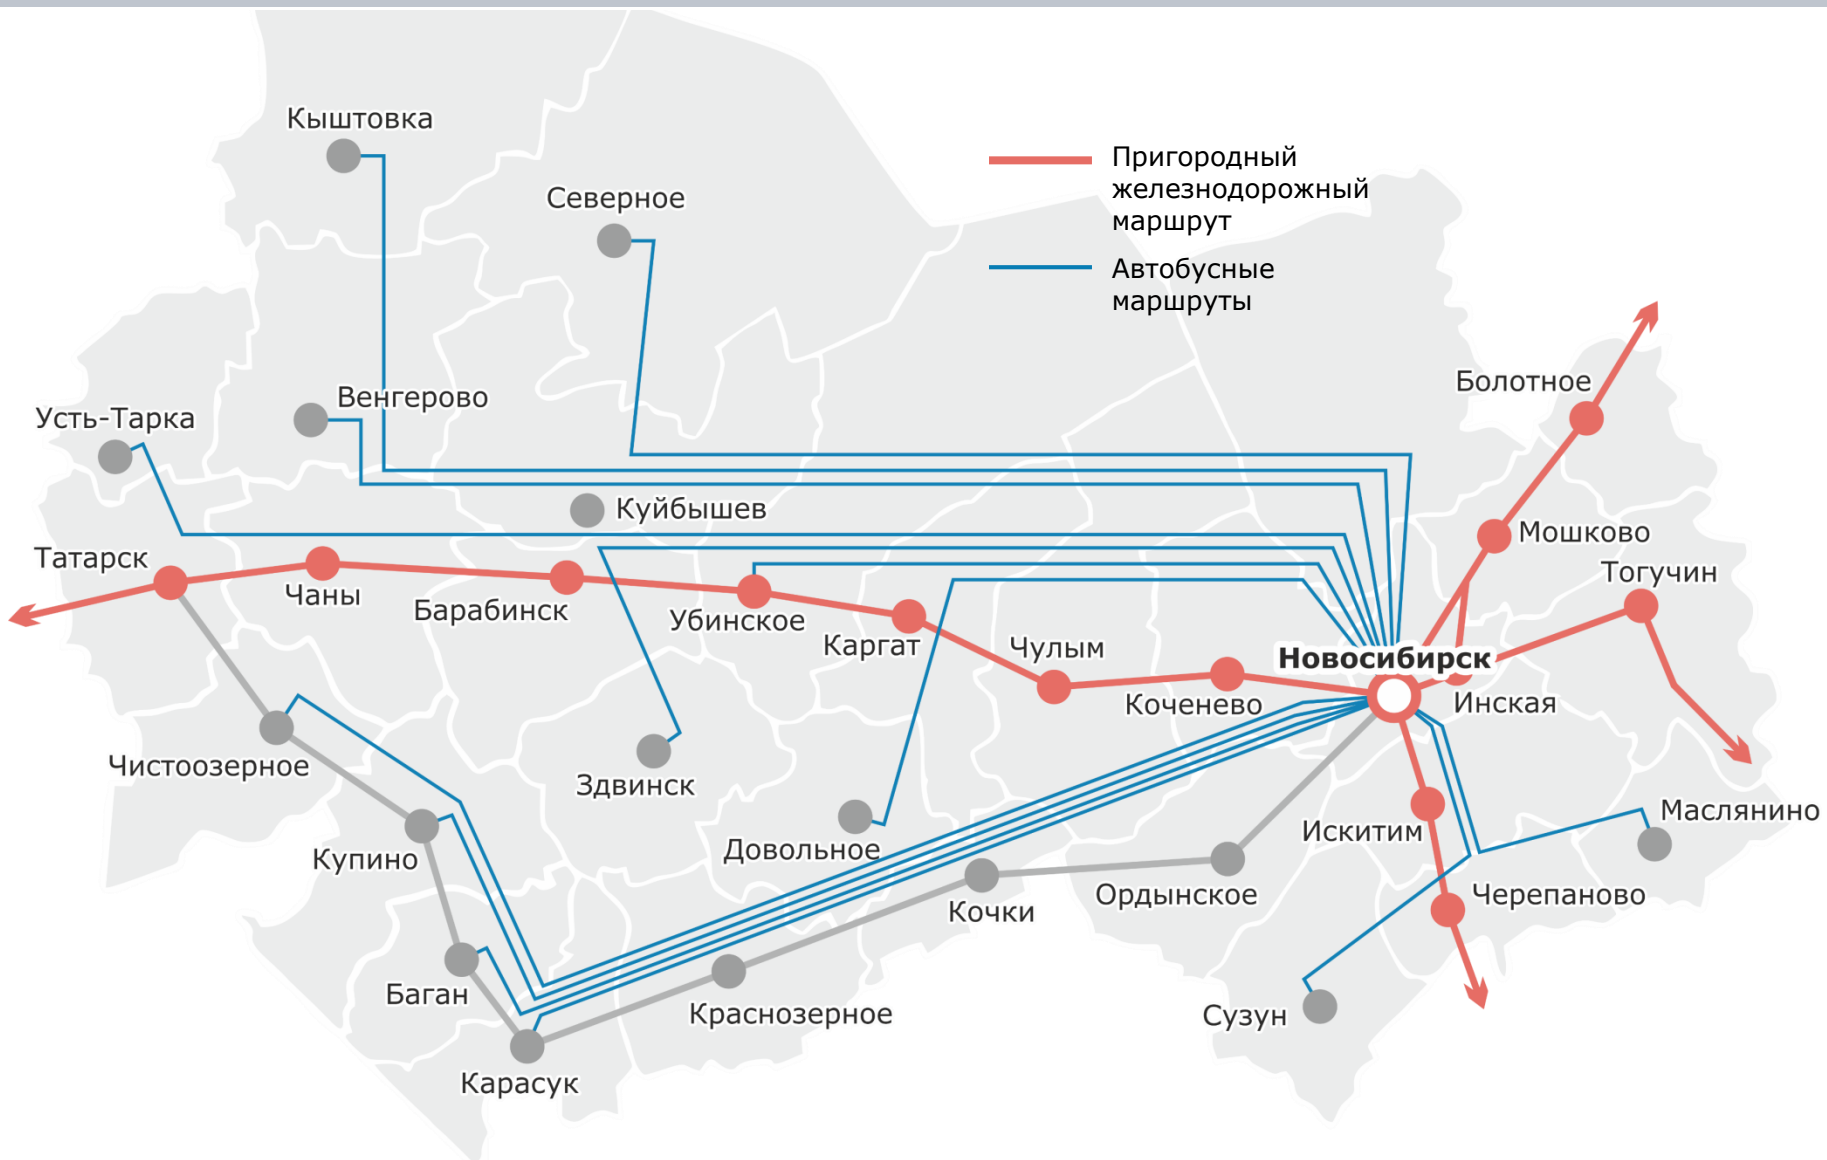 Кыштовка
Северное
Пригородный
железнодорожный
маршрут
Автобусные
маршруты
Болотное
Венгерово
Усть-Тарка
Куйбышев
Мошково
Татарск
Тогучин
Чаны
Барабинск
Убинское
Каргат
Чулым
Новосибирск
Коченево
Инская
Чистоозерное
Здвинск
Маслянино
Искитим
Довольное
Купино
Ордынское
Черепаново
Кочки
Баган
Краснозерное
Сузун
Карасук